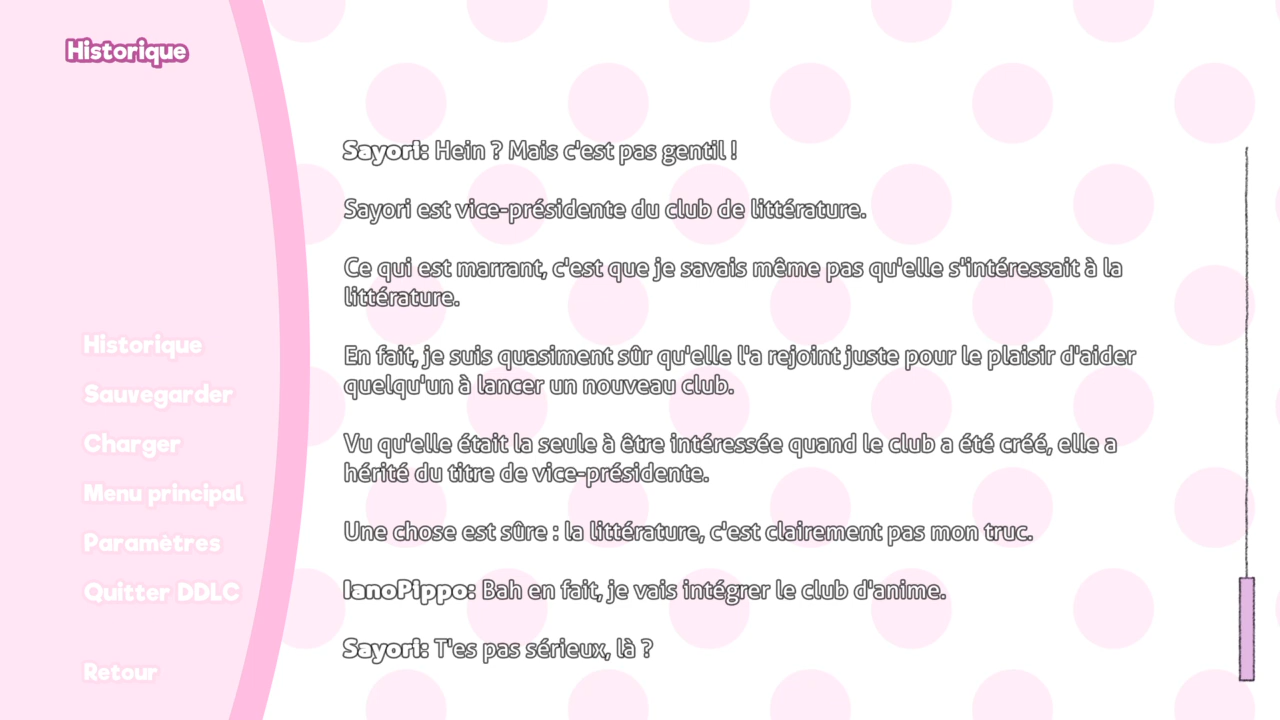 Historique
Sayori: Hein ? Mais c'est pas gentil !
Sayori est vice-présidente du club de littérature.
Ce qui est marrant, c'est que je savais même pas qu'elle s'intéressait à la
littérature.
En fait, je suis quasiment sûr qu'elle l'a rejoint juste pour le plaisir d'aider
quelqu'un à lancer un nouveau club.
Vu qu'elle était la seule à être intéressée quand le club a été créé, elle a
hérité du titre de vice-présidente.
Une chose est sûre : la littérature, c'est clairement pas mon truc.
IanoPippo: Bah en fait, je vais intégrer le club d'anime.
Sayori: T'es pas sérieux, là ?
Historique
Sauvegarder
Charger
Menu principal
Paramètres
Quitter DDLC
Retour